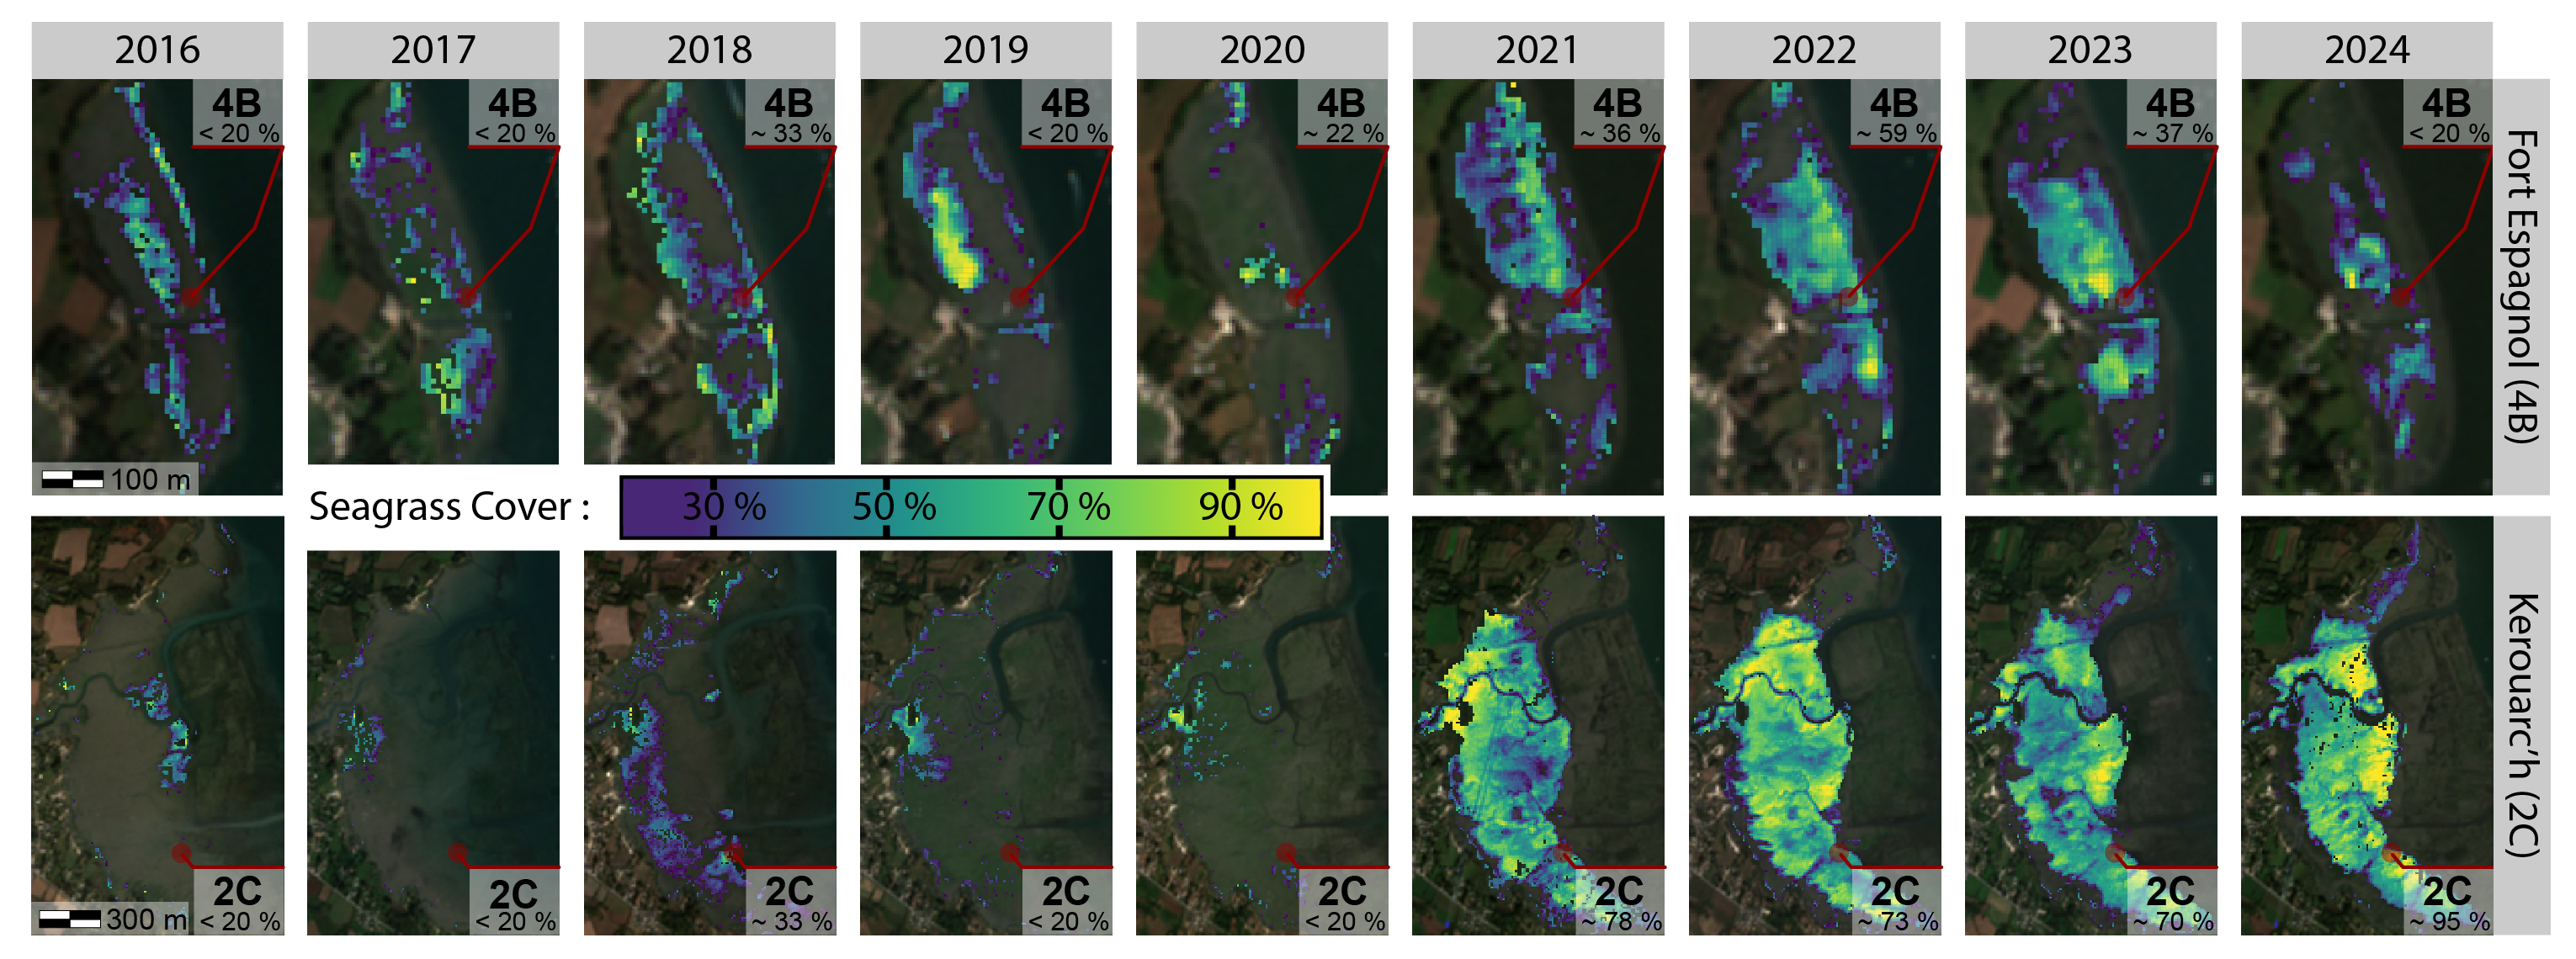 2016 2017 2018 2019 2020 2021 2022 2023 2024
4B 4B 4B 4B 4B 4B 4B 4B 4B
< 20 % < 20 % ~ 33 % < 20 % ~ 22 % ~ 36 % ~ 59 % ~ 37 % < 20 %
Fort Espagnol (4B)
100 m
Seagrass Cover : 30 % 50 % 70 % 90 %
Kerouarc'h (2C)
2C 2C 2C 2C 2C 2C 2C 2C 2C
300 m < 20 % < 20 % ~ 33 % < 20 % < 20 % ~ 78 % ~ 73 % ~ 70 % ~ 95 %